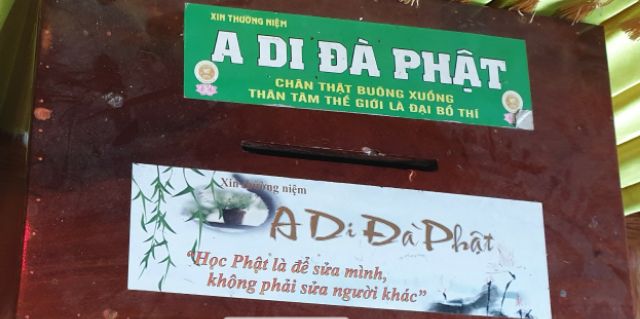 XIN THƯỜNG NIỆM
A DI ĐÀ PHẬT
CHÂN THẬT BUÔNG XUỐNG
THÂN TÂM THẾ GIỚI LÀ ĐẠI BỐ THÍ
Xin thường niệm
A Di Đà Phật
“Học Phật là để sửa mình,
không phải sửa người khác”